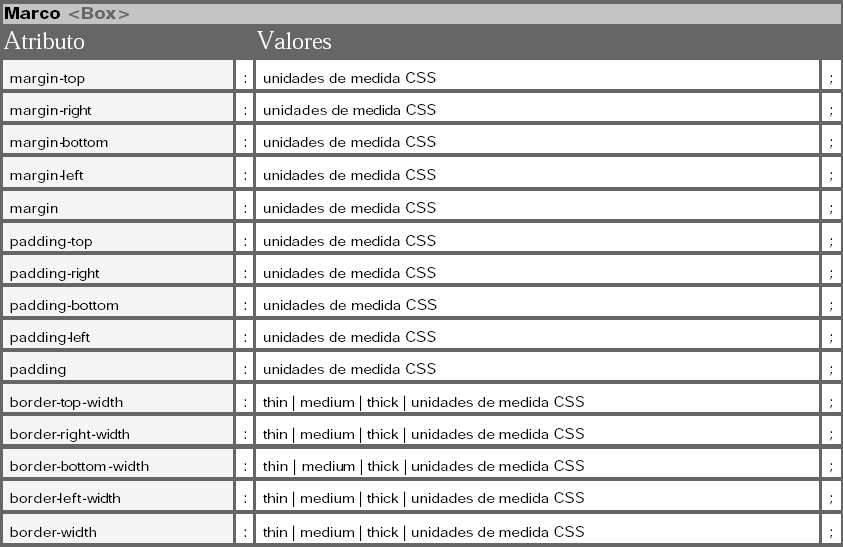 Marco <Box>
Atributo Valores
margin-top : unidades de medida CSS ;
margin-right : unidades de medida CSS ;
margin-bottom : unidades de medida CSS ;
margin-left : unidades de medida CSS ;
margin : unidades de medida CSS ;
padding-top : unidades de medida CSS ;
padding-right : unidades de medida CSS ;
padding-bottom : unidades de medida CSS ;
padding-left : unidades de medida CSS ;
padding : unidades de medida CSS ;
border-top-width : thin | medium | thick | unidades de medida CSS ;
border-right-width : thin | medium | thick | unidades de medida CSS ;
border-bottom-width : thin | medium | thick | unidades de medida CSS ;
border-left-width : thin | medium | thick | unidades de medida CSS ;
border-width : thin | medium | thick | unidades de medida CSS ;